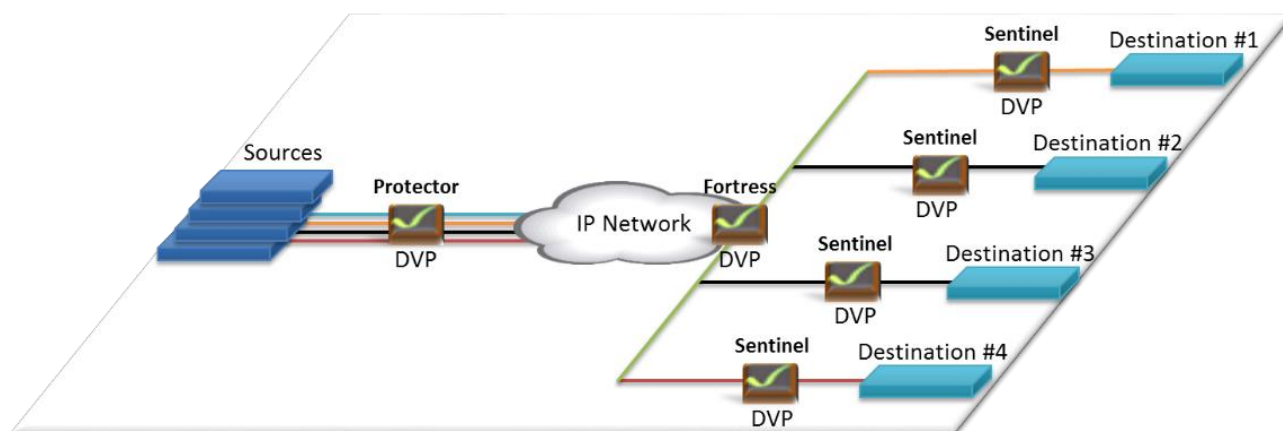 Sources
Protector
DVP
IP Network
Fortress
DVP
Sentinel
DVP
Destination #1
Sentinel
DVP
Destination #2
Sentinel
DVP
Destination #3
Sentinel
DVP
Destination #4